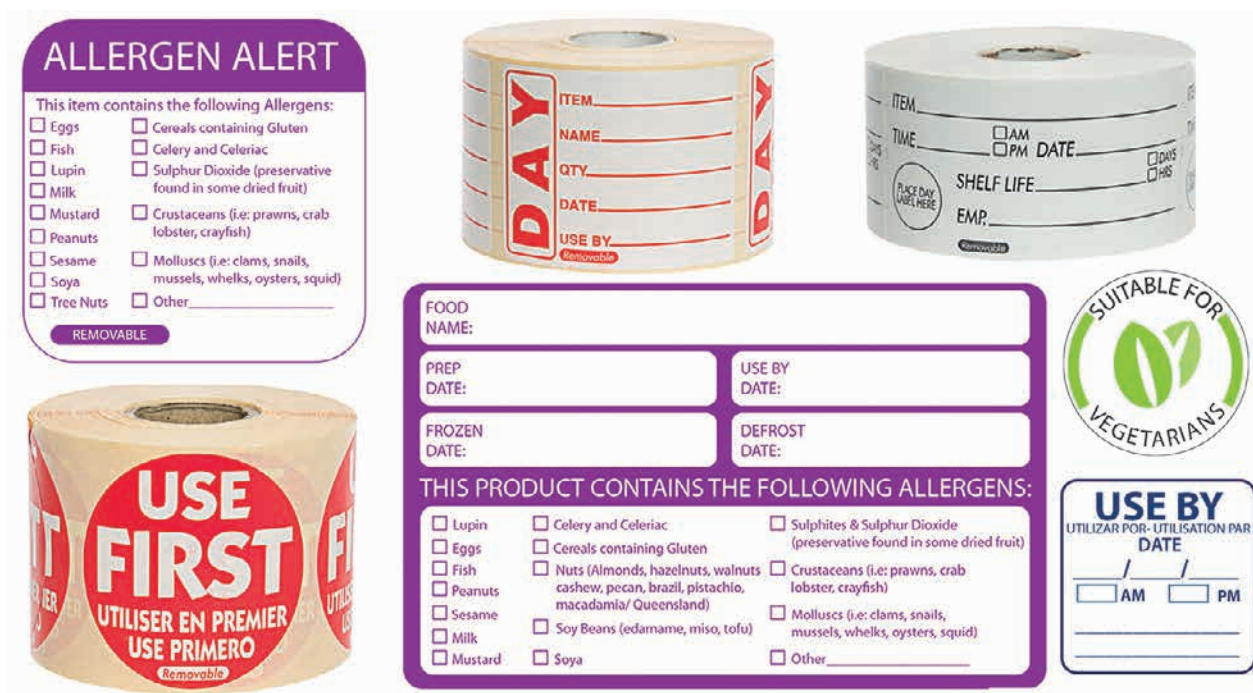 ALLERGEN ALERT
This item contains the following Allergens:
Eggs
Fish
Lupin
Milk
Mustard
Peanuts
Sesame
Soya
Tree Nuts
Cereals containing Gluten
Celery and Celeriac
Sulphur Dioxide (preservative
found in some dried fruit)
Crustaceans (i.e: prawns, crab
lobster, crayfish)
Molluscs (i.e: clams, snails,
mussels, whelks, oysters, squid)
Other
REMOVABLE
DAY
ITEM
NAME
QTY
DATE
USE BY
Removable
DAY
ITEM
TIME
AM
PM DATE
DAYS
HRS
SHELF LIFE
PLACE DAY
LABEL HERE
EMP.
Removable
USE
FIRST
UTILISER EN PREMIER
USE PRIMERO
Removable
FOOD
NAME:
PREP
DATE:
USE BY
DATE:
FROZEN
DATE:
DEFROST
DATE:
THIS PRODUCT CONTAINS THE FOLLOWING ALLERGENS:
Lupin
Eggs
Fish
Peanuts
Sesame
Milk
Mustard
Celery and Celeriac
Cereals containing Gluten
Nuts (Almonds, hazelnuts, walnuts
cashew, pecan, brazil, pistachio,
macadamia/ Queensland)
Soy Beans (edamame, miso, tofu)
Soya
Sulphites & Sulphur Dioxide
(preservative found in some dried fruit)
Crustaceans (i.e: prawns, crab
lobster, crayfish)
Molluscs (i.e: clams, snails,
mussels, whelks, oysters, squid)
Other
SUITABLE FOR
VEGETARIANS
USE BY
UTILIZAR POR- UTILISATION PAR
DATE
/ /
AM PM